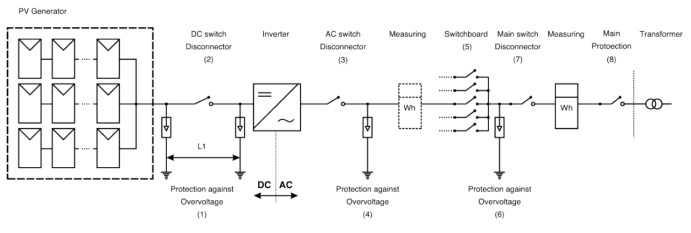 PV Generator
DC switch
Disconnector
(2)
Inverter
AC switch
Disconnector
(3)
Measuring
Switchboard
(5)
Main switch
Disconnector
(7)
Measuring
Main
Protoection
(8)
Transformer
Wh
Wh
L1
DC
AC
Protection against
Overvoltage
(1)
Protection against
Overvoltage
(4)
Protection against
Overvoltage
(6)